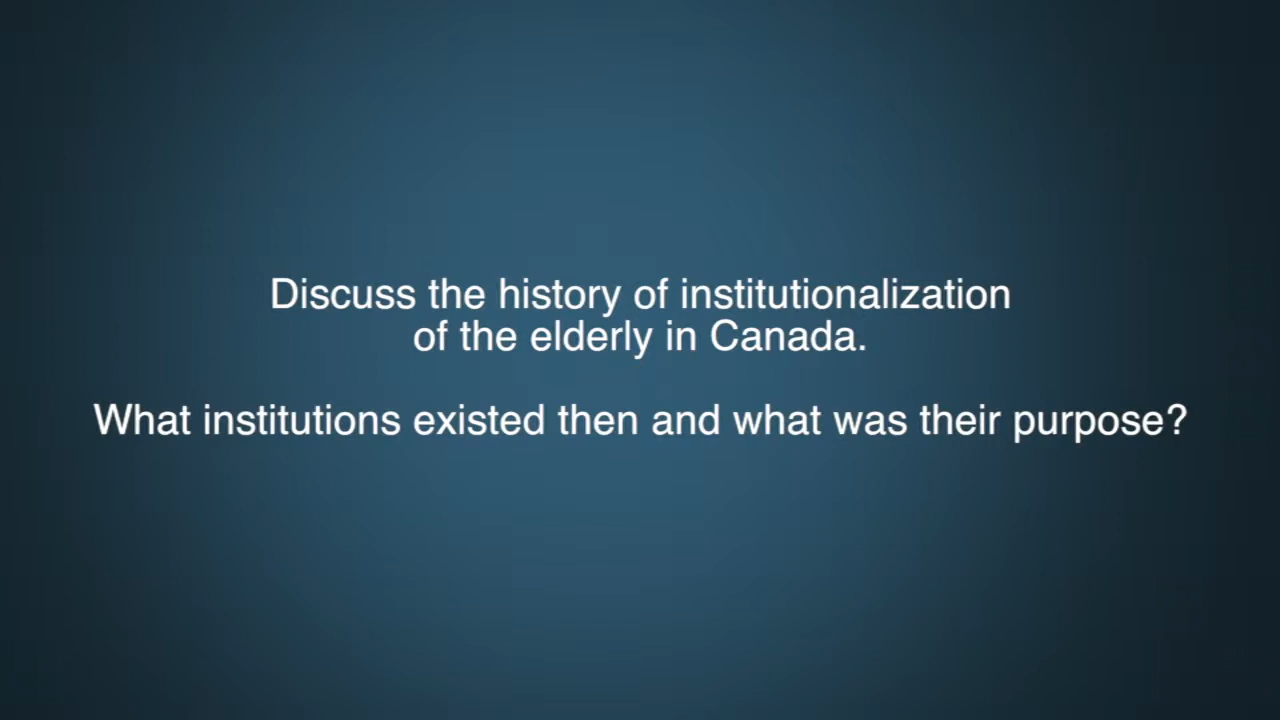 Discuss the history of institutionalization
of the elderly in Canada.
What institutions existed then and what was their purpose?